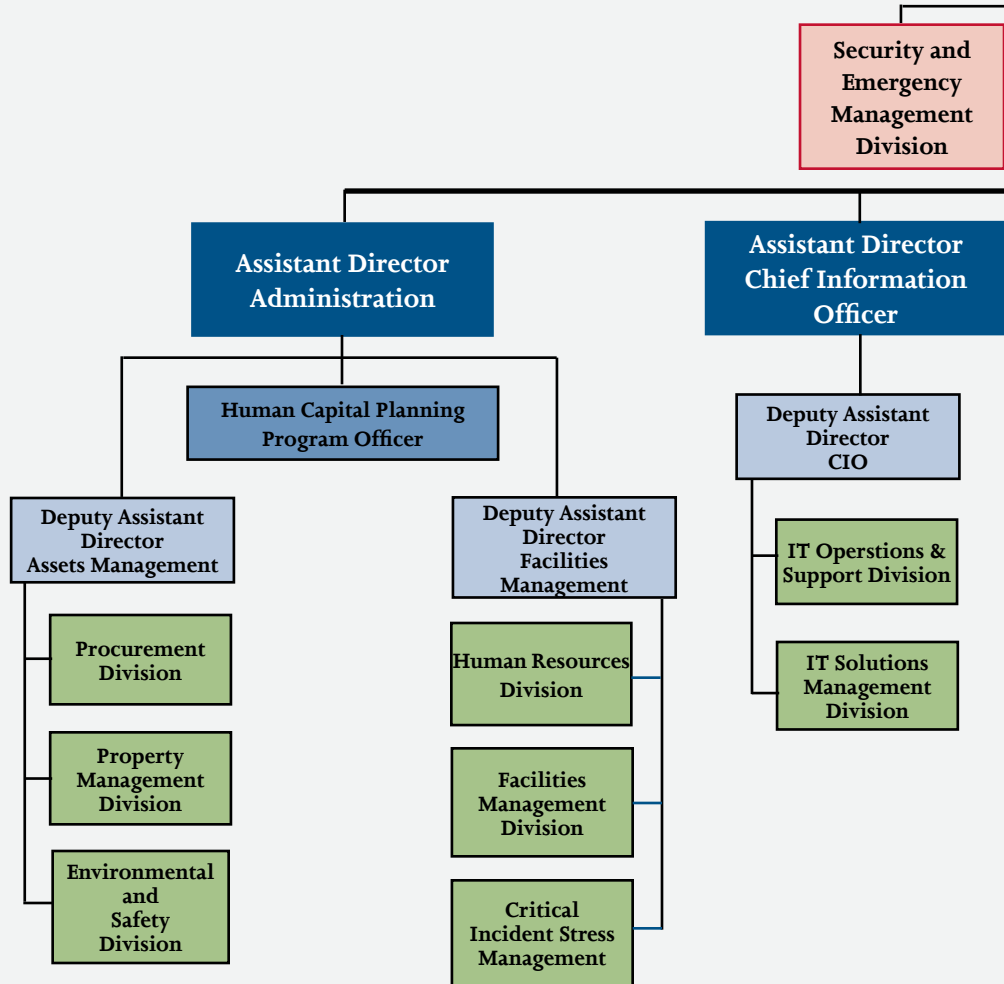 Security and
Emergency
Management
Division
Assistant Director
Administration
Assistant Director
Chief Information
Officer
Human Capital Planning
Program Officer
Deputy Assistant
Director
CIO
Deputy Assistant
Director
Assets Management
Deputy Assistant
Director
Facilities
Management
IT Operstions &
Support Division
Procurement
Division
Human Resources
Division
IT Solutions
Management
Division
Property
Management
Division
Facilities
Management
Division
Environmental
and
Safety
Division
Critical
Incident Stress
Management